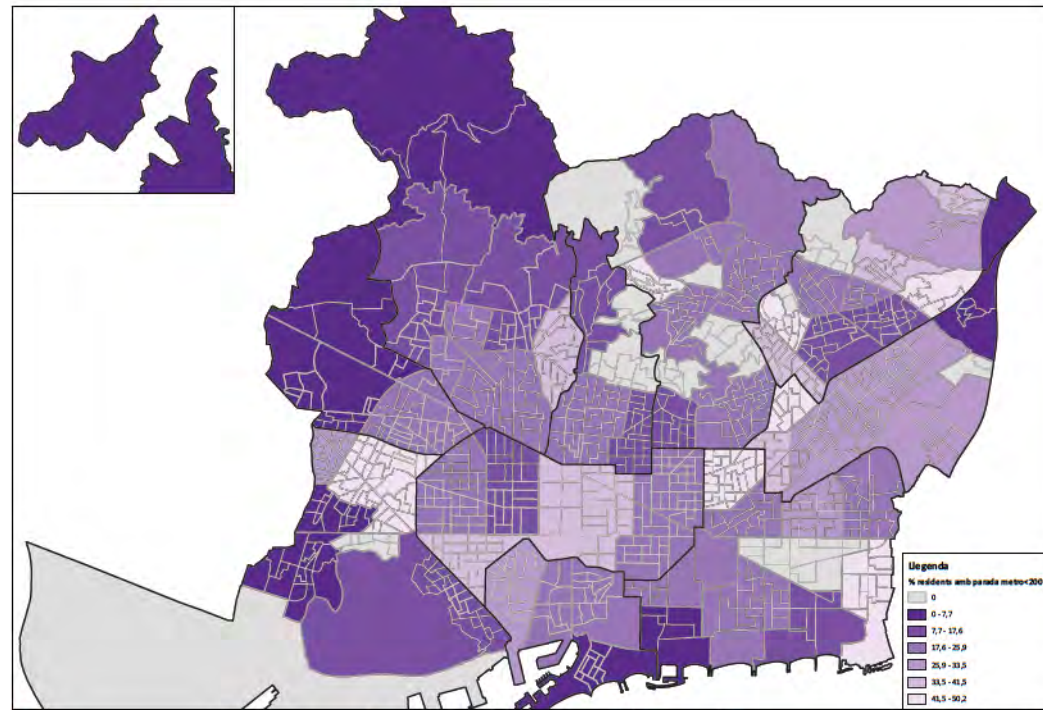 Llegenda
% residents amb parada metro<200
0
0 - 7,7
7,7 - 17,6
17,6 - 25,9
25,9 - 33,5
33,5 - 41,5
41,5 - 50,2